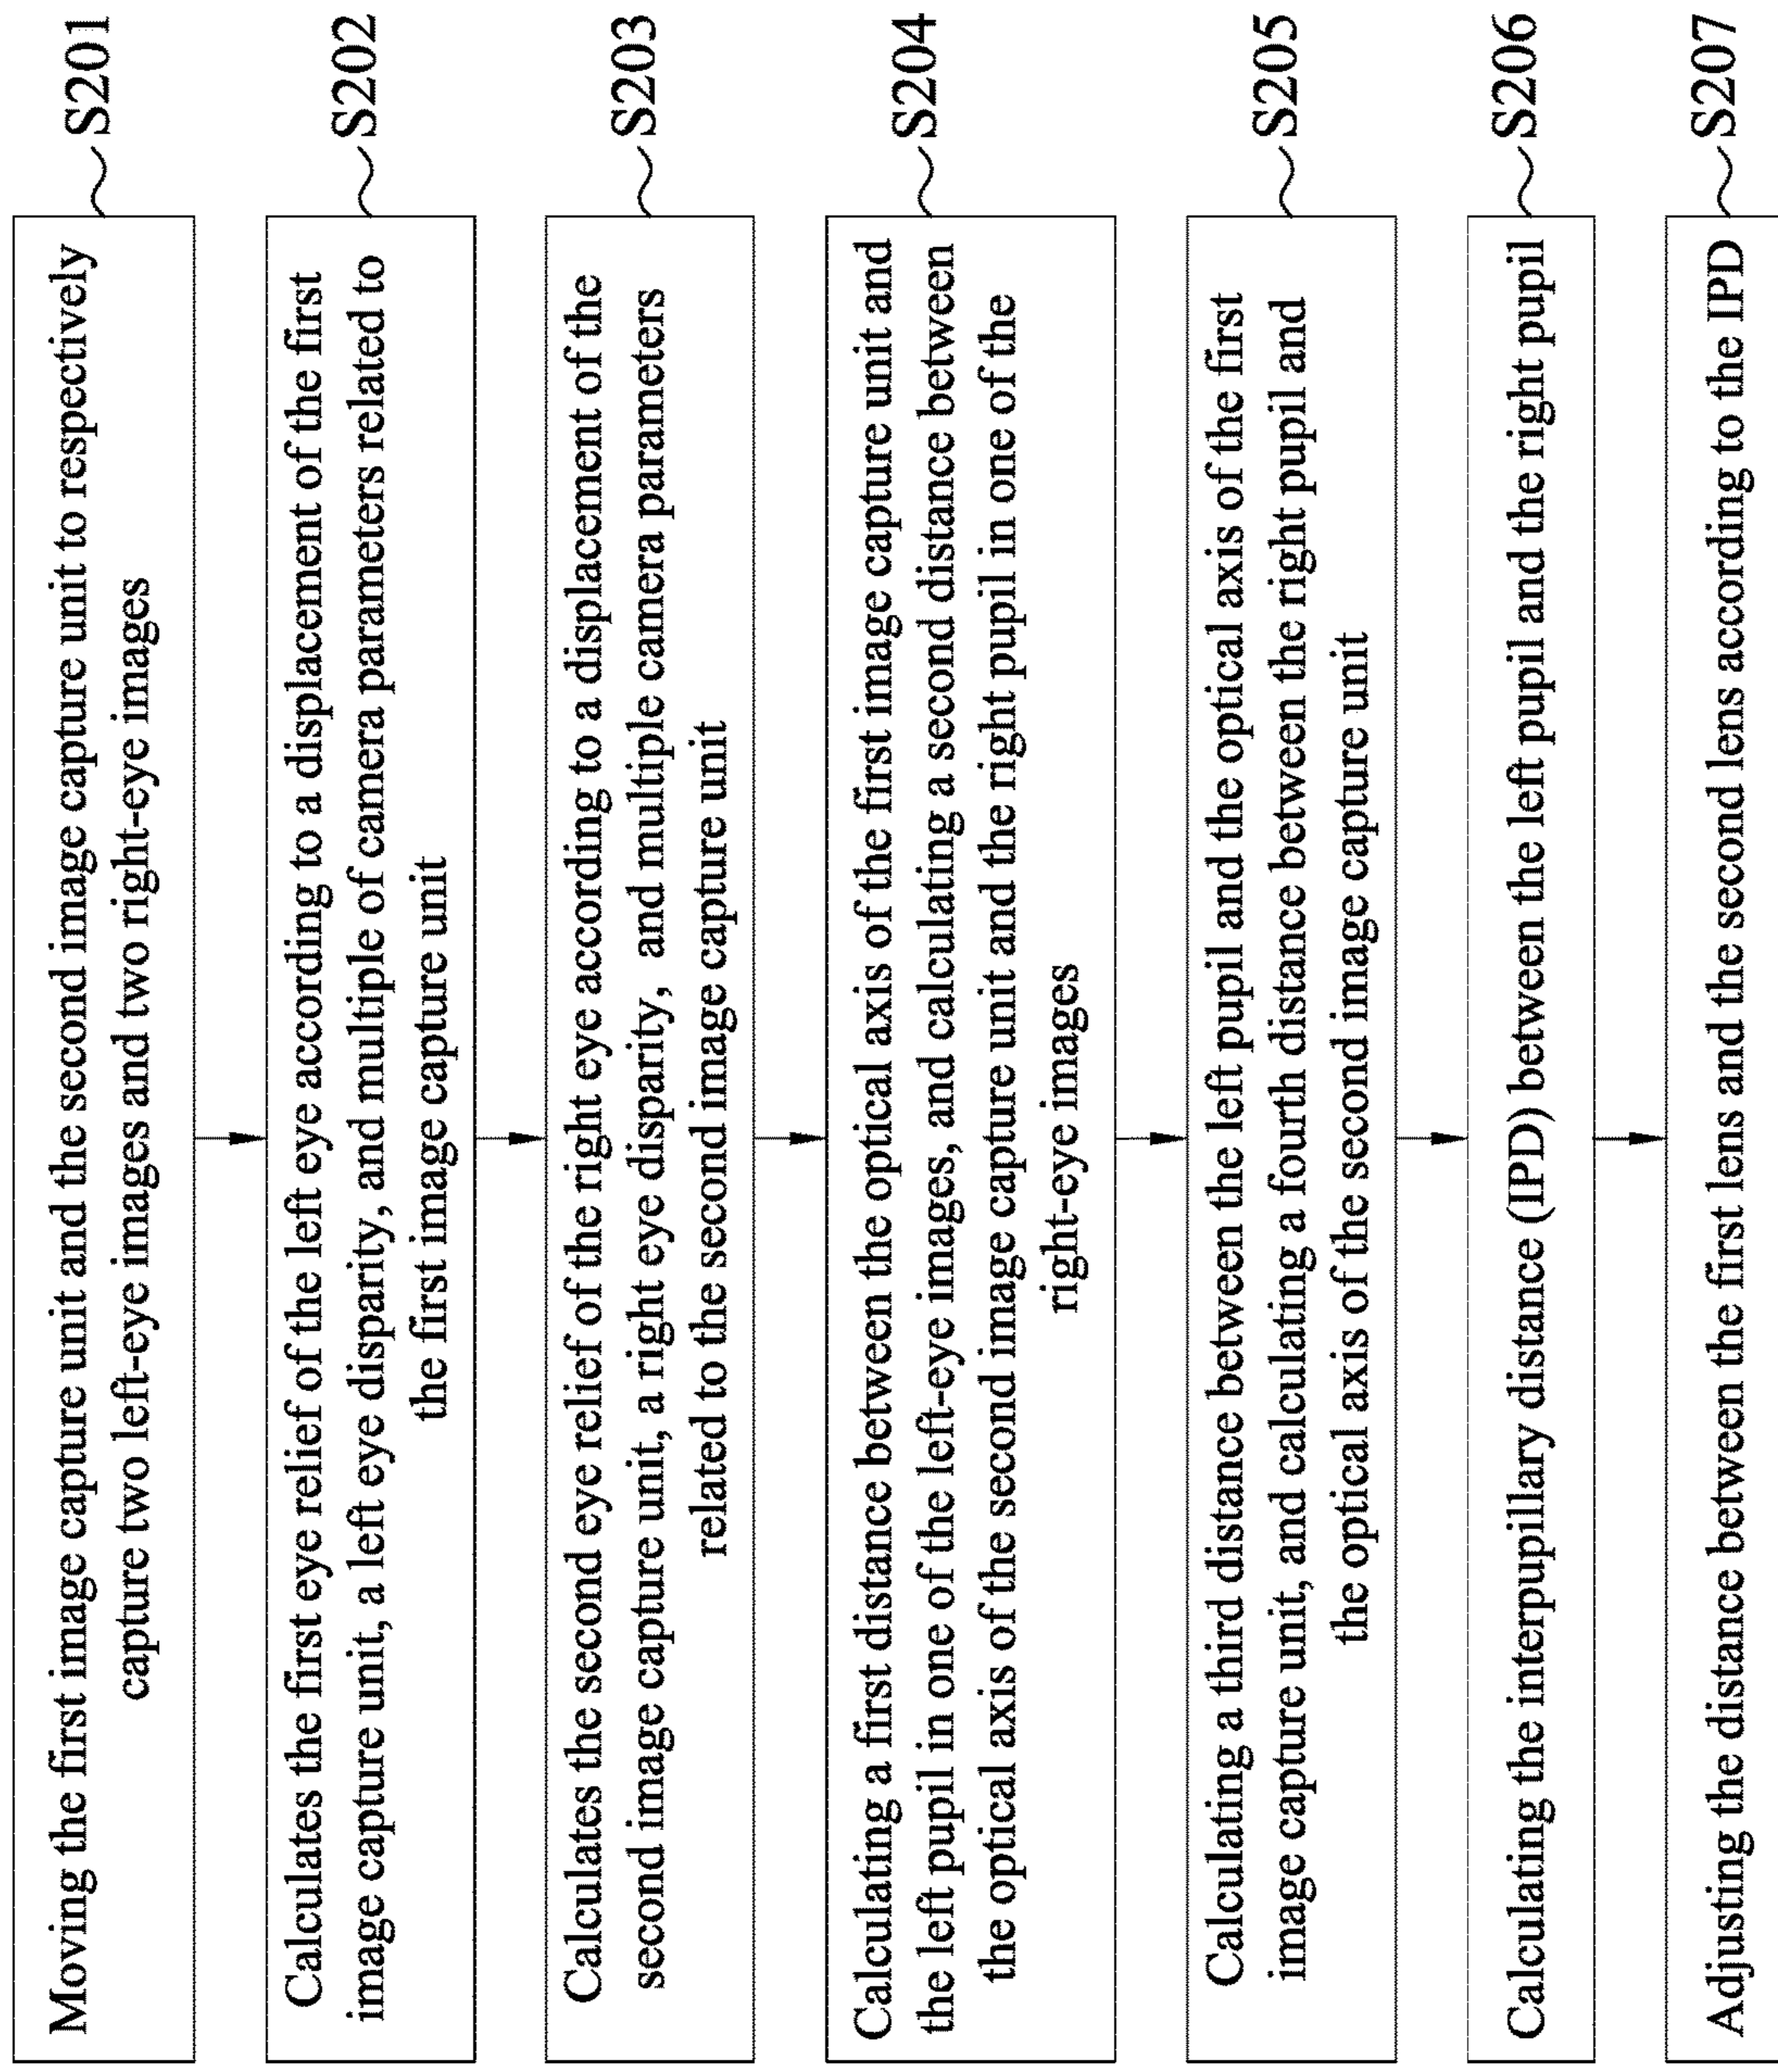 Moving the first image capture unit and the second image capture unit to respectively
capture two left-eye images and two right-eye images
S201
Calculates the first eye relief of the left eye according to a displacement of the first
image capture unit, a left eye disparity, and multiple of camera parameters related to
the first image capture unit
S202
Calculates the second eye relief of the right eye according to a displacement of the
second image capture unit, a right eye disparity, and multiple camera parameters
related to the second image capture unit
S203
Calculating a first distance between the optical axis of the first image capture unit and
the left pupil in one of the left-eye images, and calculating a second distance between
the optical axis of the second image capture unit and the right pupil in one of the
right-eye images
S204
Calculating a third distance between the left pupil and the optical axis of the first
image capture unit, and calculating a fourth distance between the right pupil and
the optical axis of the second image capture unit
S205
Calculating the interpupillary distance (IPD) between the left pupil and the right pupil
S206
Adjusting the distance between the first lens and the second lens according to the IPD
S207